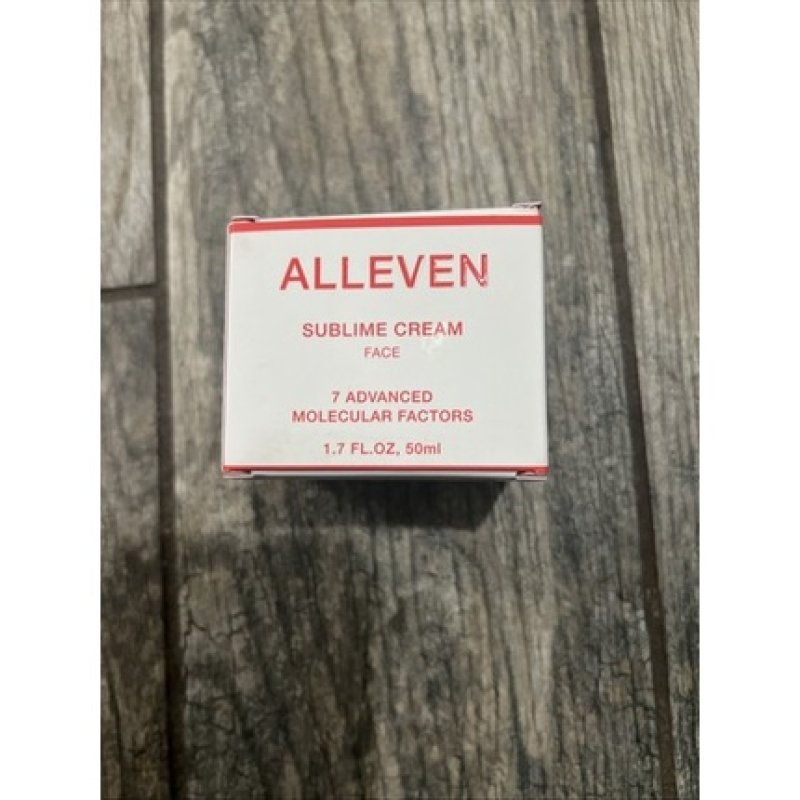 ALLEVEN
SUBLIME CREAM
FACE
7 ADVANCED
MOLECULAR FACTORS
1.7 FL.OZ, 50ml